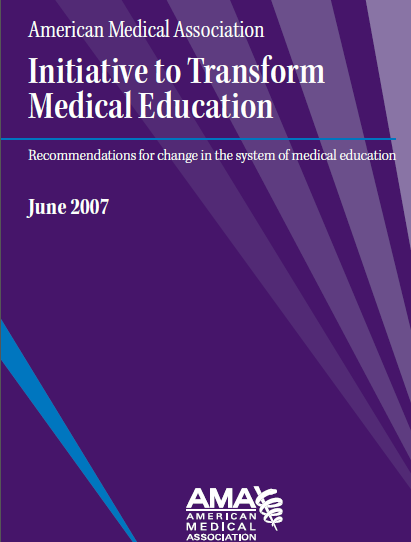 American Medical Association
Initiative to Transform
Medical Education
Recommendations for change in the system of medical education
June 2007
AMA
AMERICAN
MEDICAL
ASSOCIATION